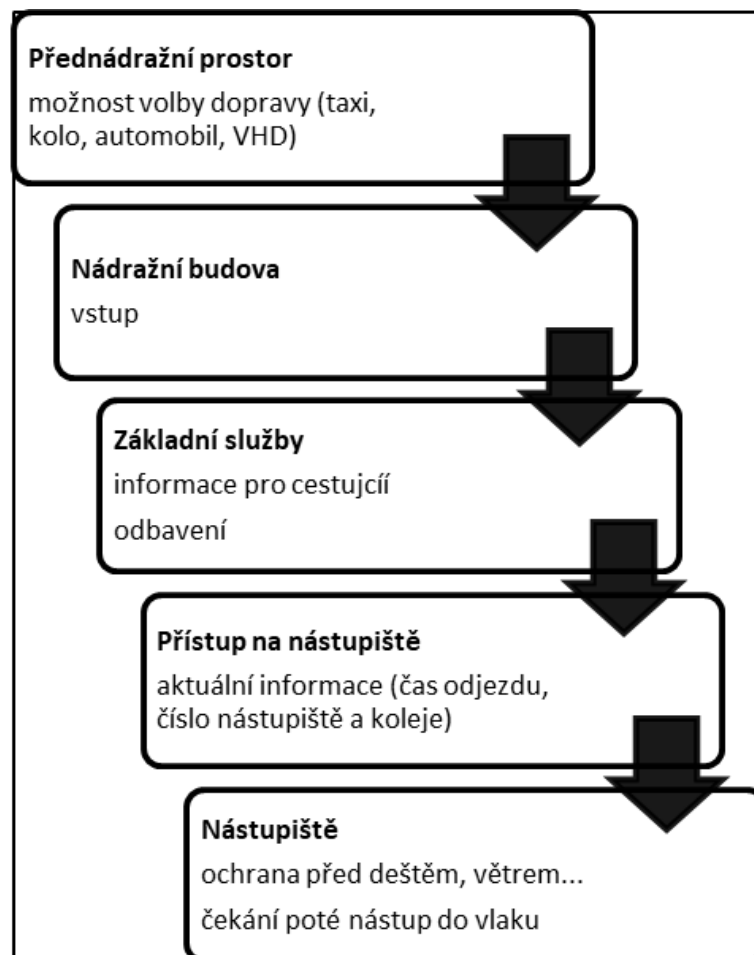 Přednádražní prostor
možnost volby dopravy (taxi,
kolo, automobil, VHD)
Nádražní budova
vstup
Základní služby
informace pro cestujcíí
odbavení
Přístup na nástupiště
aktuální informace (čas odjezdu,
číslo nástupiště a koleje)
Nástupiště
ochrana před deštěm, větrem...
čekání poté nástup do vlaku